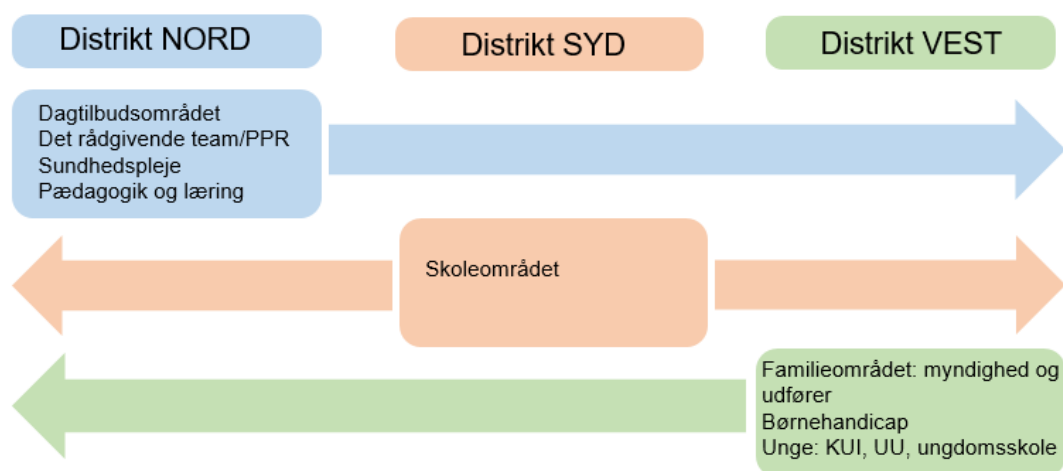 Distrikt NORD
Distrikt SYD
Distrikt VEST
Dagtilbudsområdet
Det rådgivende team/PPR
Sundhedspleje
Pædagogik og læring
Skoleområdet
Familieområdet: myndighed og
udfører
Børnehandicap
Unge: KUI, UU, ungdomsskole